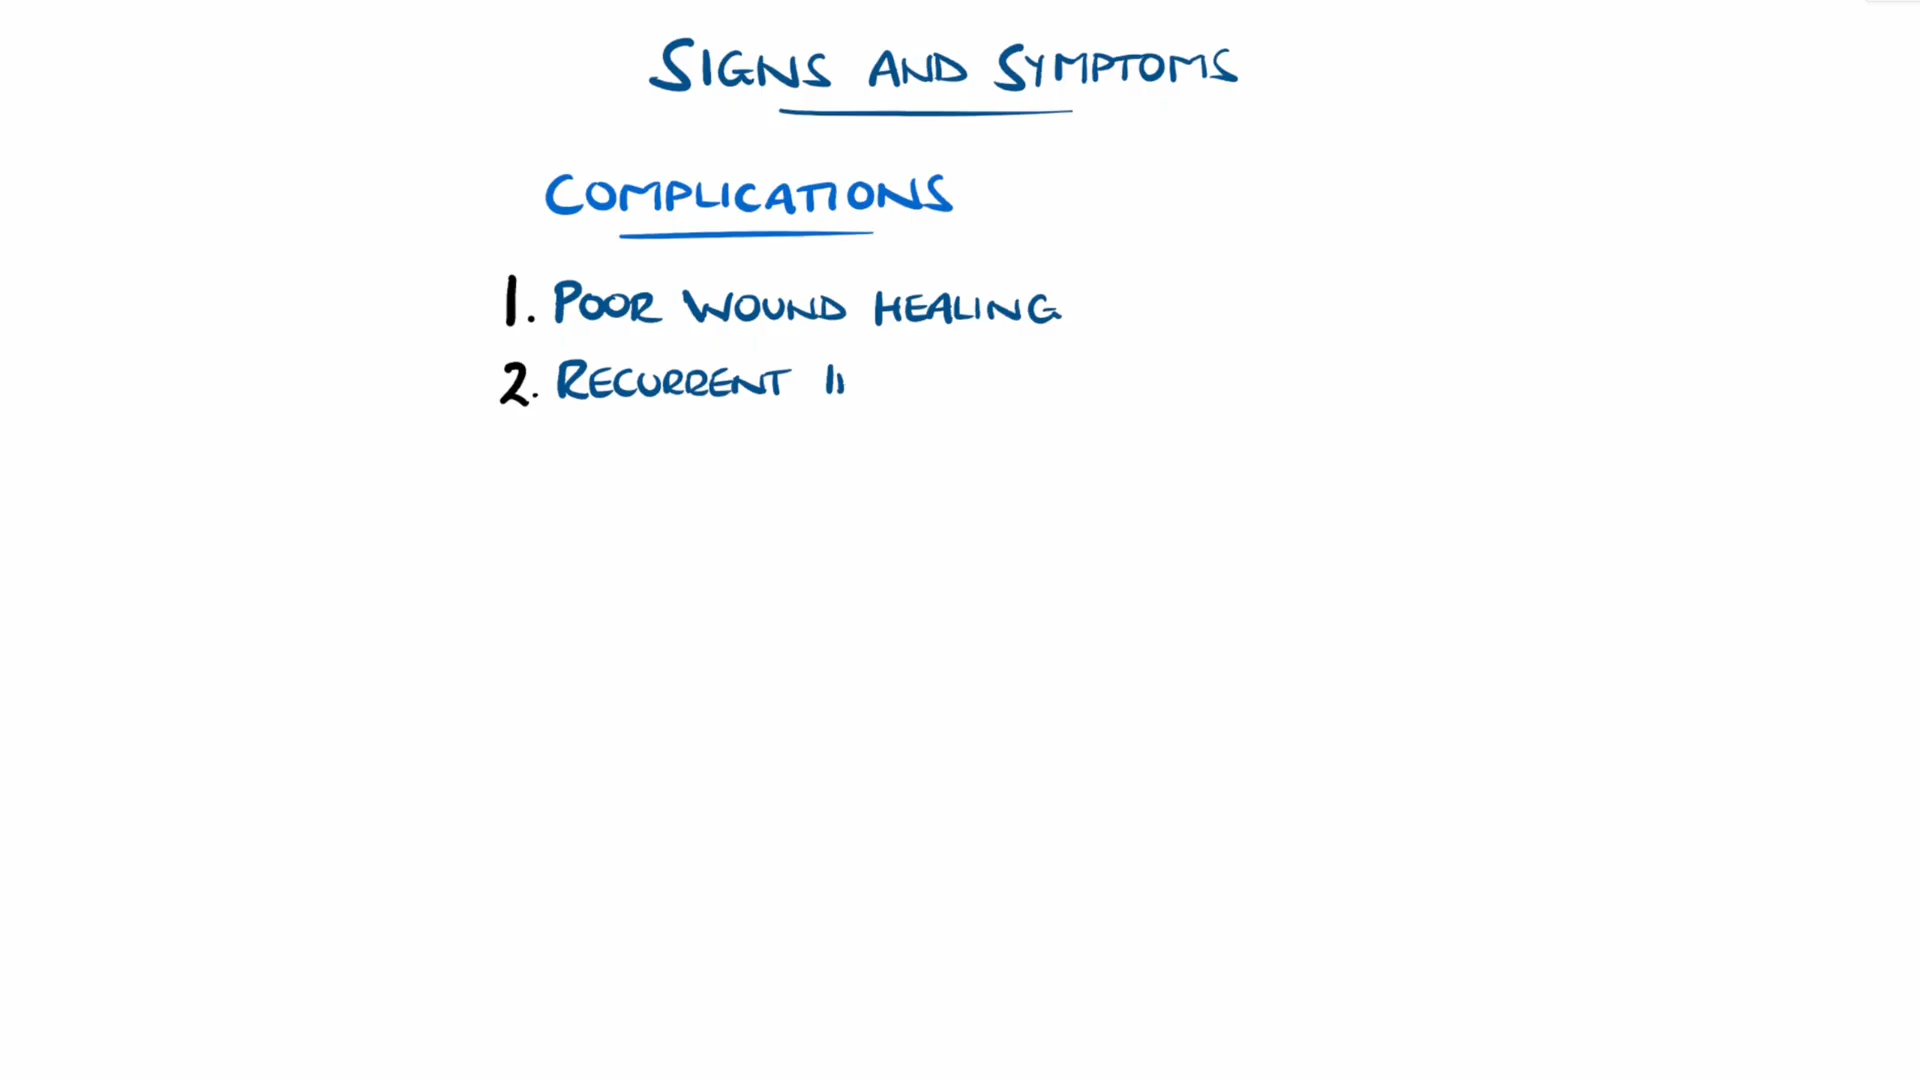 SIGNS AND SYMPTOMS
COMPLICATIONS
1. POOR WOUND HEALING
2. RECURRENT